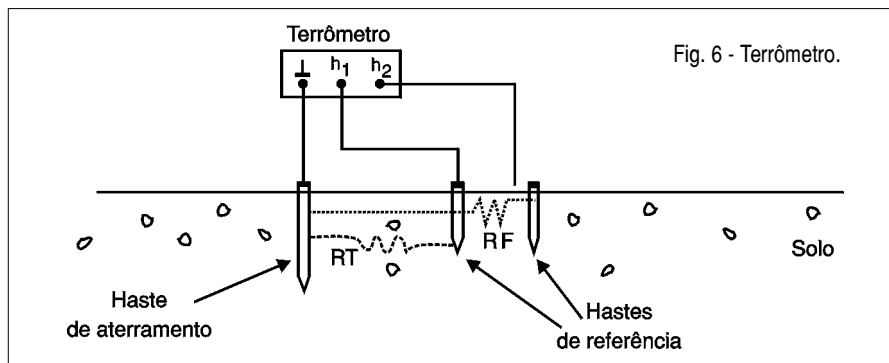 Terrômetro
Fig. 6 - Terrômetro.
h1 h2
RF
RT
Solo
Haste
de aterramento
Hastes
de referência